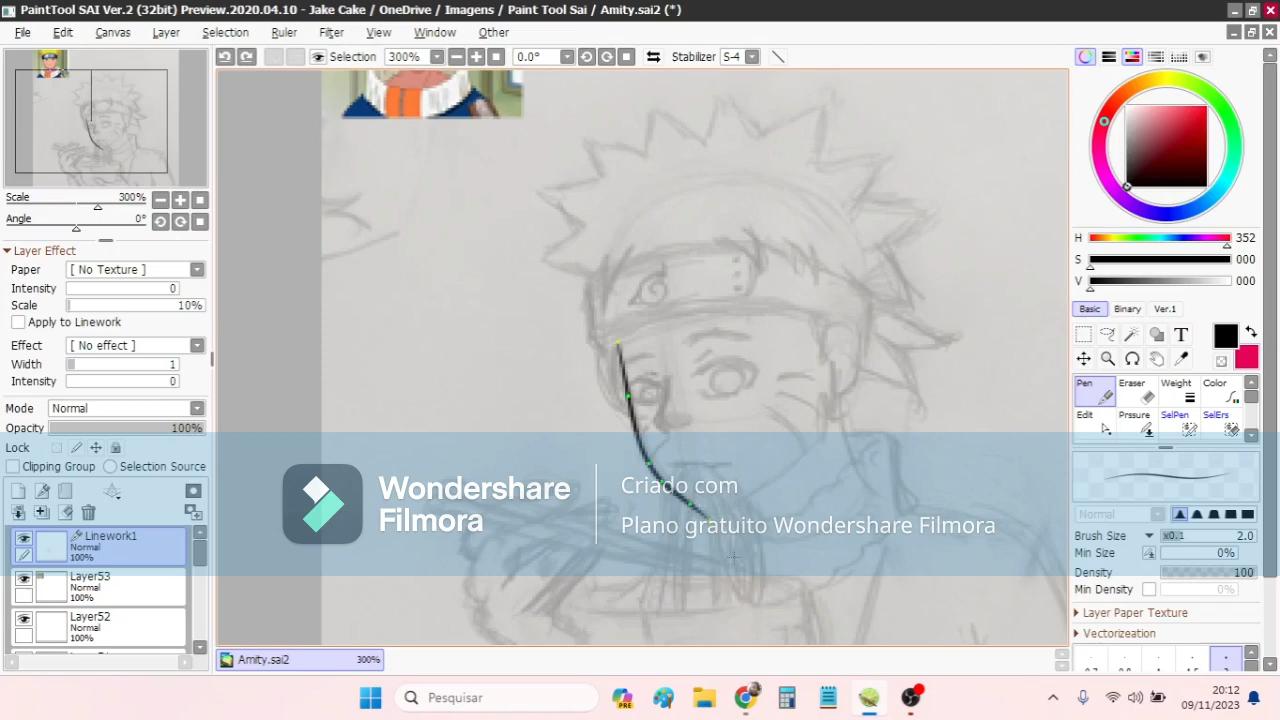 PaintTool SAI Ver.2 (32bit) Preview.2020.04.10 - Jake Cake / OneDrive / Imagens / Paint Tool Sai / Amity.sai2 (*)
File Edit Canvas Layer Selection Ruler Filter View Window Other
Selection 300% 0.0° Stabilizer S-4
Scale 300%
Angle 0°
Layer Effect
Paper [ No Texture ]
Intensity 0
Scale 10%
Apply to Linework
Effect [ No effect ]
Width 1
Intensity 0
Mode Normal
Opacity 100%
Lock
Clipping Group Selection Source
Linework1
Normal
100%
Layer53
Normal
100%
Layer52
Normal
100%
Amity.sai2 300%
Wondershare
Filmora
Criado com
Plano gratuito Wondershare Filmora
H 352
S 000
V 000
Basic Binary Ver.1
T
Pen Eraser Weight Color
Edit Prssure SelPen SelErs
Normal
Brush Size x0.1 2.0
Min Size 0%
Density 100
Min Density 0%
Layer Paper Texture
Vectorization
Pesquisar
PRE
20:12
09/11/2023